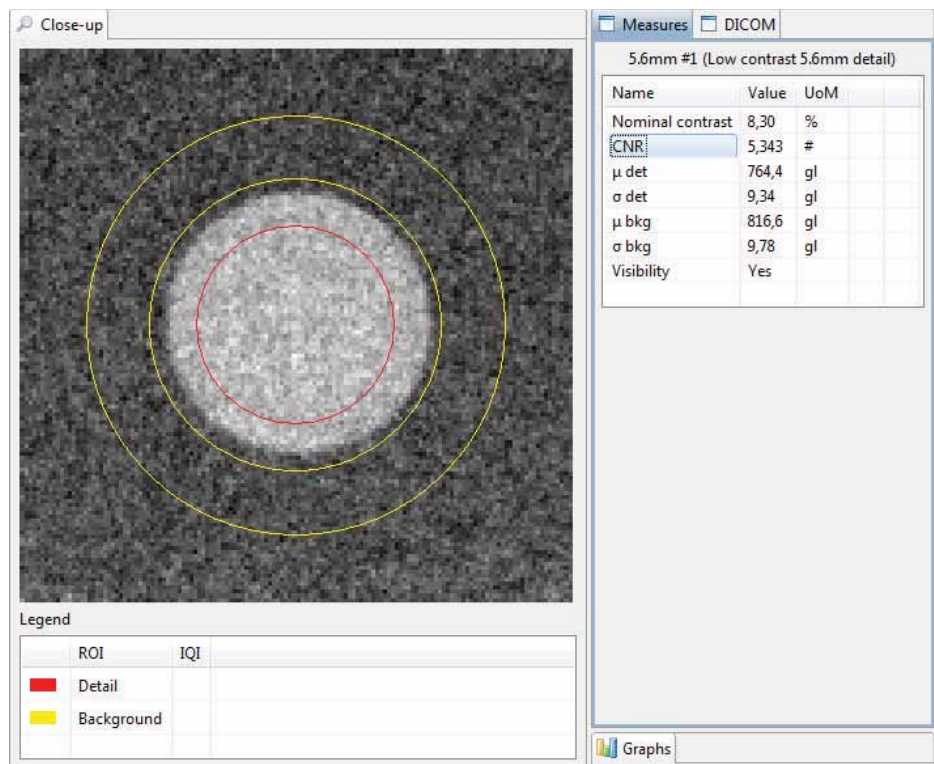 Close-up
Legend
ROI IQI
Detail
Background
Measures DICOM
5.6mm #1 (Low contrast 5.6mm detail)
Name Value UoM
Nominal contrast 8,30 %
CNR 5,343 #
μ det 764,4 gl
σ det 9,34 gl
μ bkg 816,6 gl
σ bkg 9,78 gl
Visibility Yes
Graphs